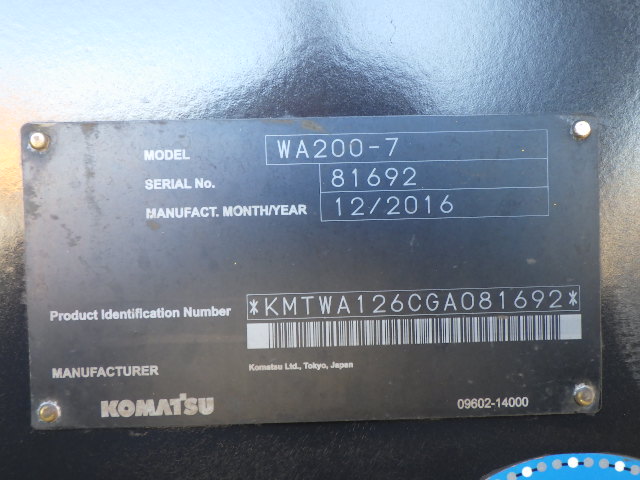 MODEL WA200-7
SERIAL No. 81692
MANUFACT. MONTH/YEAR 12/2016
Product Identification Number *KMTWA126CGA081692*
MANUFACTURER Komatsu Ltd., Tokyo, Japan
KOMATSU 09602-14000